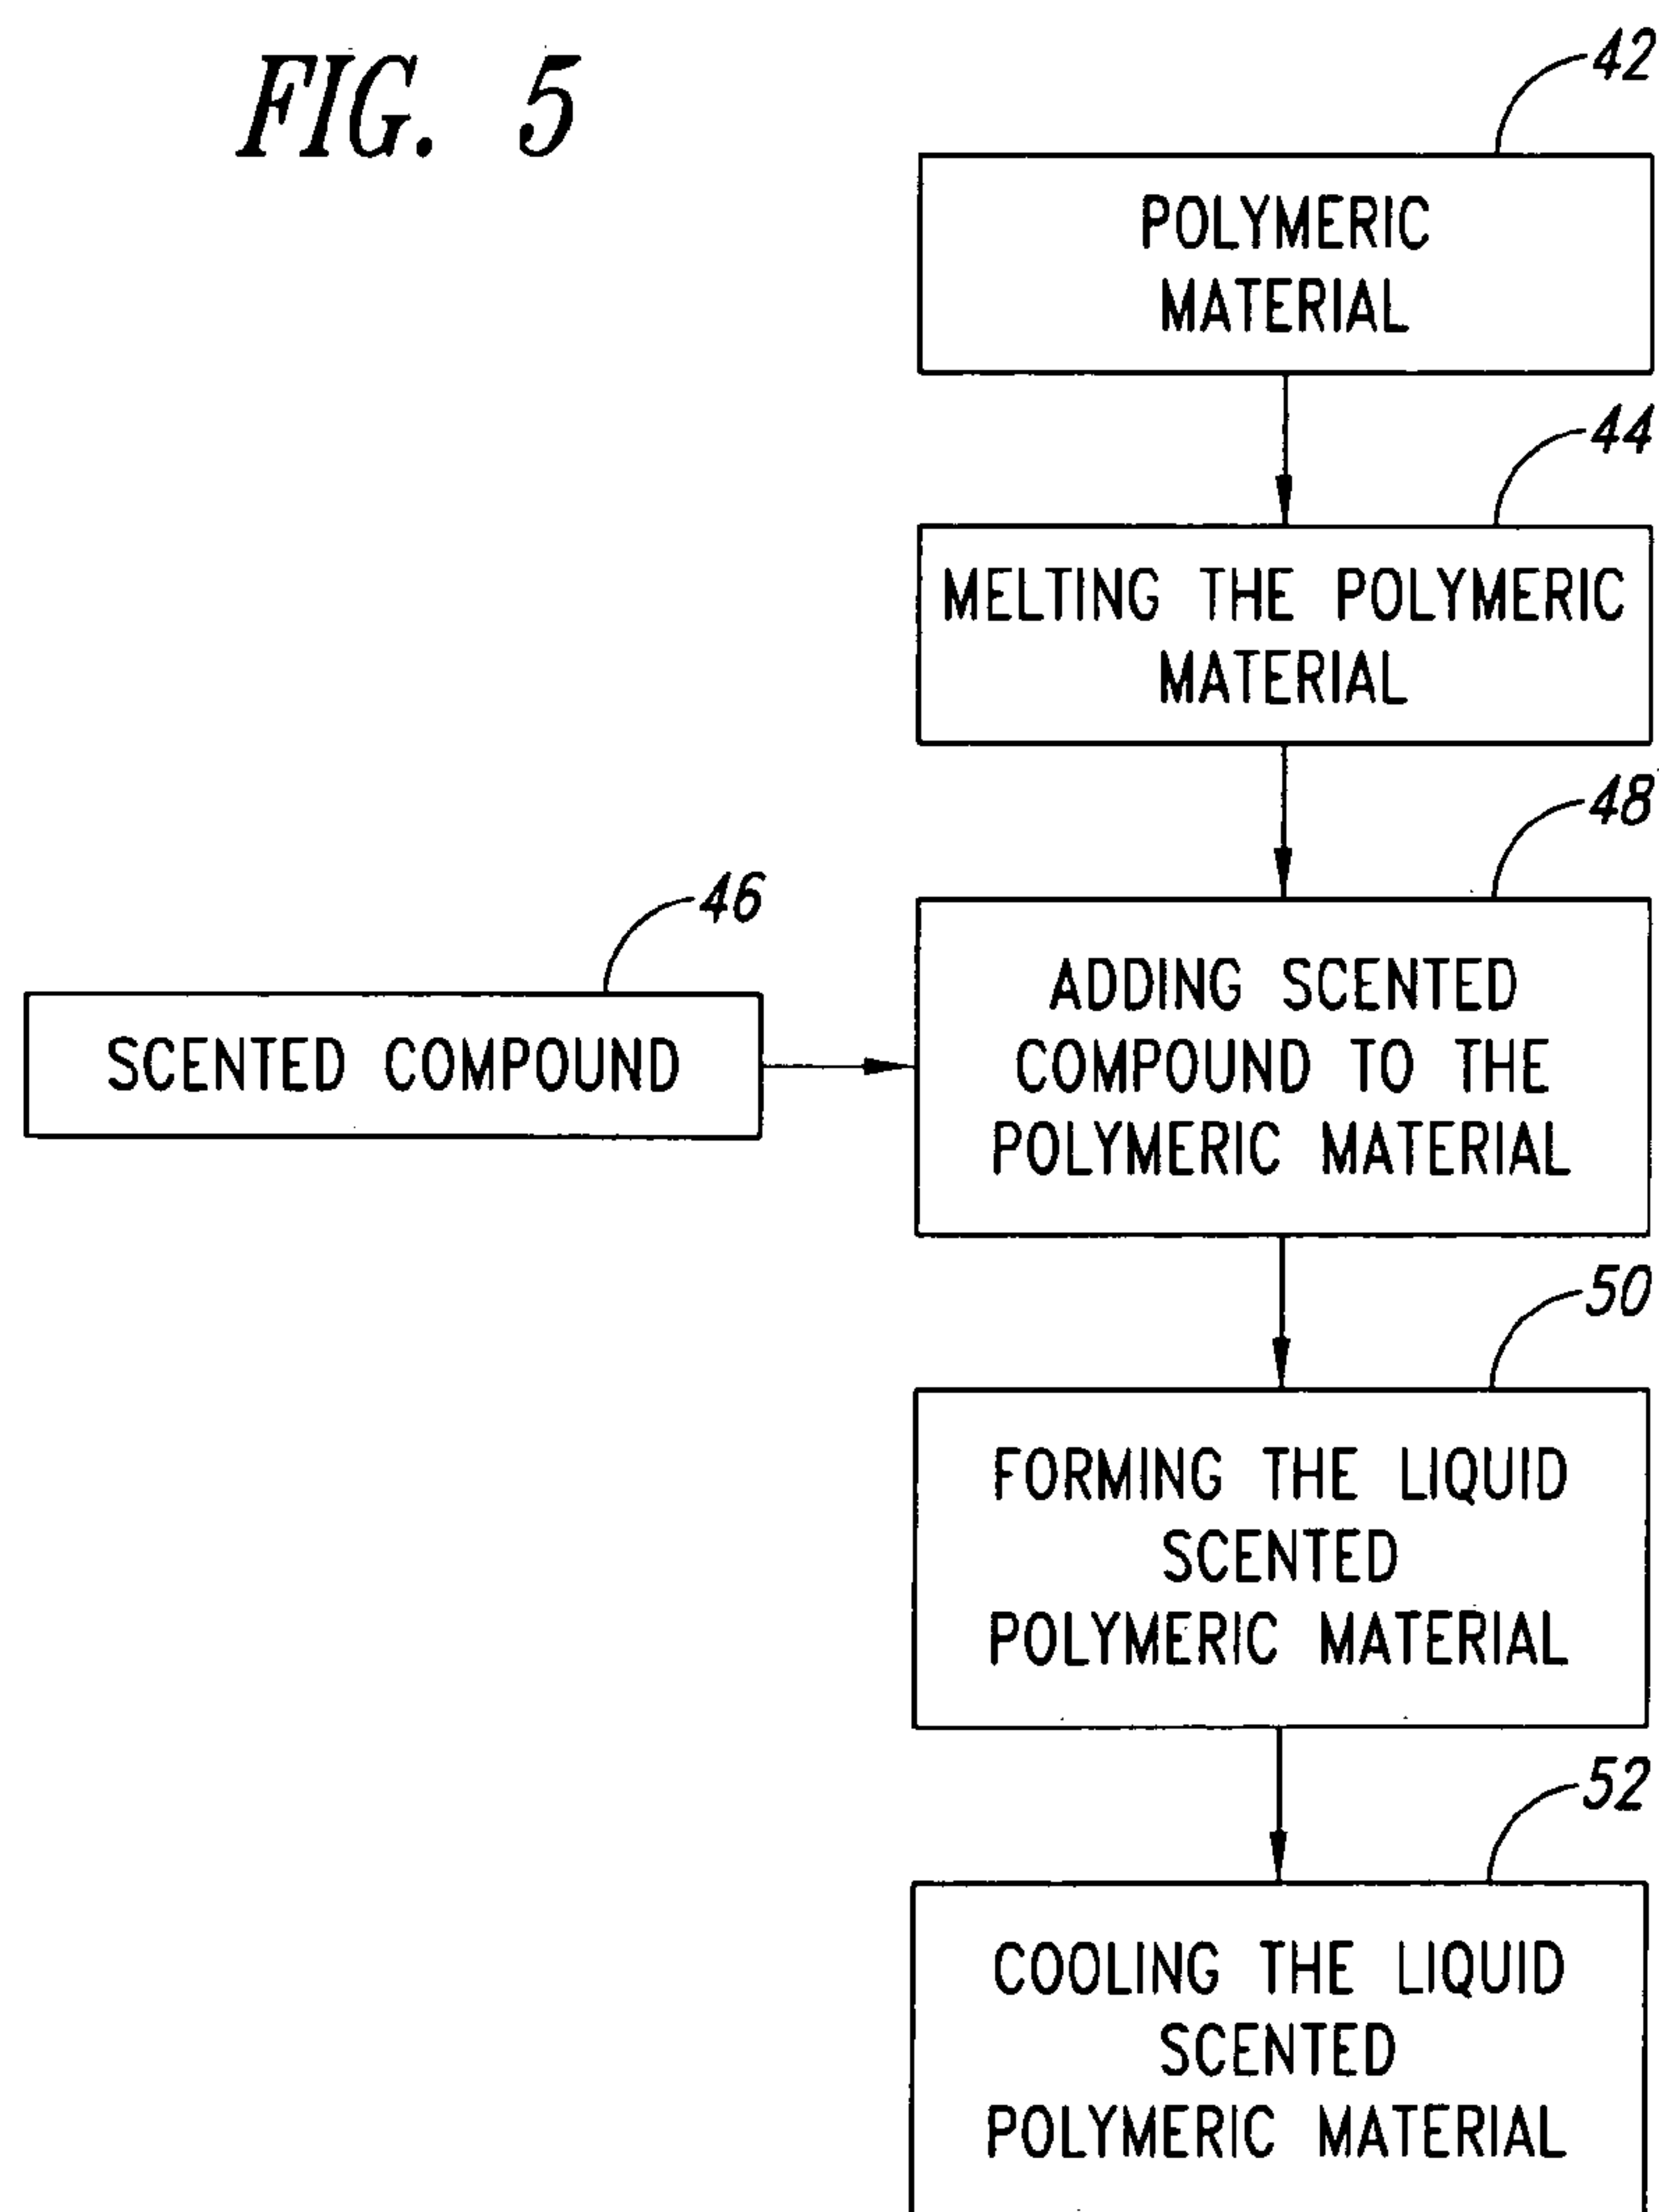 FIG. 5
42
POLYMERIC
MATERIAL
44
MELTING THE POLYMERIC
MATERIAL
48
46
SCENTED COMPOUND
ADDING SCENTED
COMPOUND TO THE
POLYMERIC MATERIAL
50
FORMING THE LIQUID
SCENTED
POLYMERIC MATERIAL
52
COOLING THE LIQUID
SCENTED
POLYMERIC MATERIAL